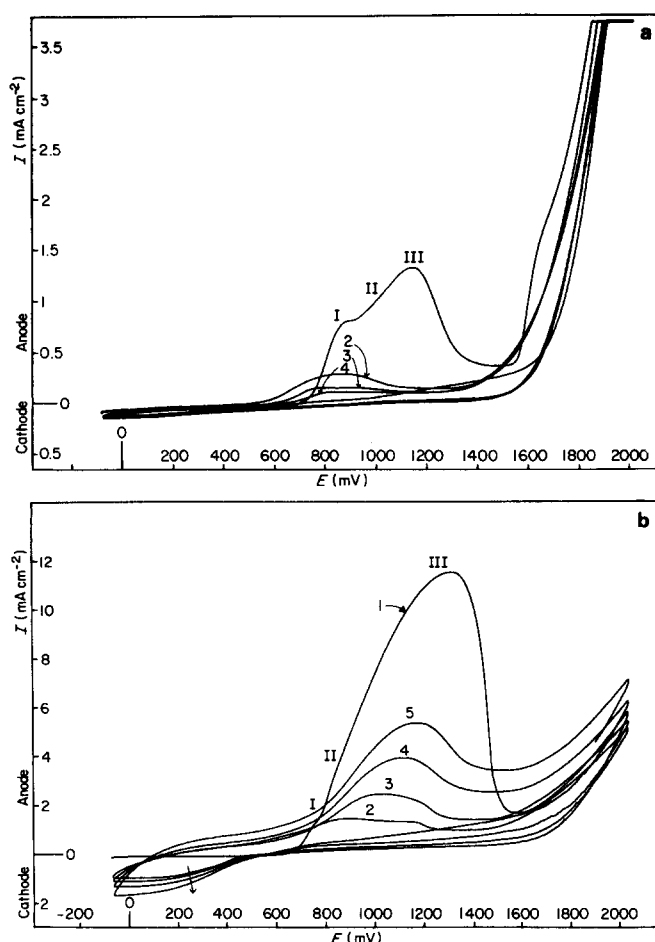 a
3.5
I (mA cm⁻²)
3
2.5
2
1.5
III
1
II
I
Anode
0.5
2
3
4
0
Cathode
0
0.5
200 400 600 800 1000 1200 1400 1600 1800 2000
E (mV)
b
12
I (mA cm⁻²)
III
10
1
8
6
5
II
4
4
Anode
3
2
I
2
0
Cathode
0
2
-200 0 200 400 600 800 1000 1200 1400 1600 1800 2000
E (mV)